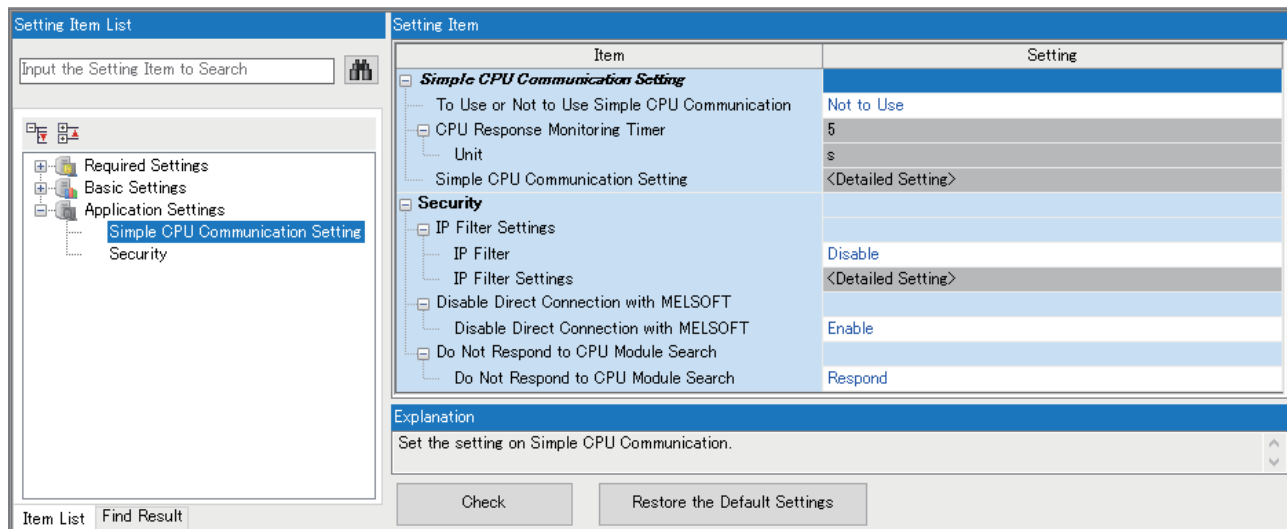 Setting Item List
Input the Setting Item to Search
Required Settings
Basic Settings
Application Settings
Simple CPU Communication Setting
Security
Item List Find Result
Setting Item
Item Setting
Simple CPU Communication Setting
To Use or Not to Use Simple CPU Communication Not to Use
CPU Response Monitoring Timer 5
Unit s
Simple CPU Communication Setting <Detailed Setting>
Security
IP Filter Settings
IP Filter Disable
IP Filter Settings <Detailed Setting>
Disable Direct Connection with MELSOFT
Disable Direct Connection with MELSOFT Enable
Do Not Respond to CPU Module Search
Do Not Respond to CPU Module Search Respond
Explanation
Set the setting on Simple CPU Communication.
Check Restore the Default Settings